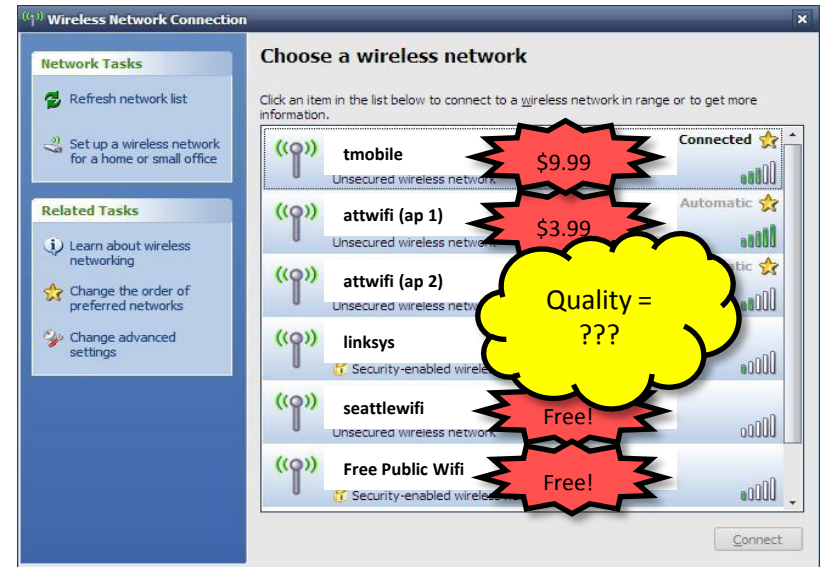 Wireless Network Connection
Network Tasks
Refresh network list
Set up a wireless network
for a home or small office
Related Tasks
Learn about wireless
networking
Change the order of
preferred networks
Change advanced
settings
Choose a wireless network
Click an item in the list below to connect to a wireless network in range or to get more
information.
tmobile
$9.99
Connected
Unsecured wireless network
attwifi (ap 1)
$3.99
Automatic
Unsecured wireless
attwifi (ap 2)
Unsecured wireless
Quality =
???
linksys
Security-enabled
seattlewifi
Free!
Unsecured wireless network
Free Public Wifi
Free!
Security-enabled
Connect